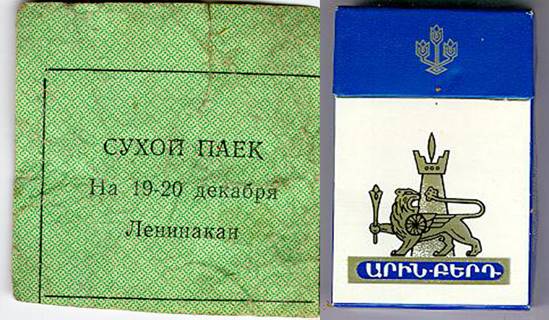 СУХОЙ ПАЕК
На 19-20 декабря
Ленинакан
ԱՐԻՆ-ԲԵՐԴ